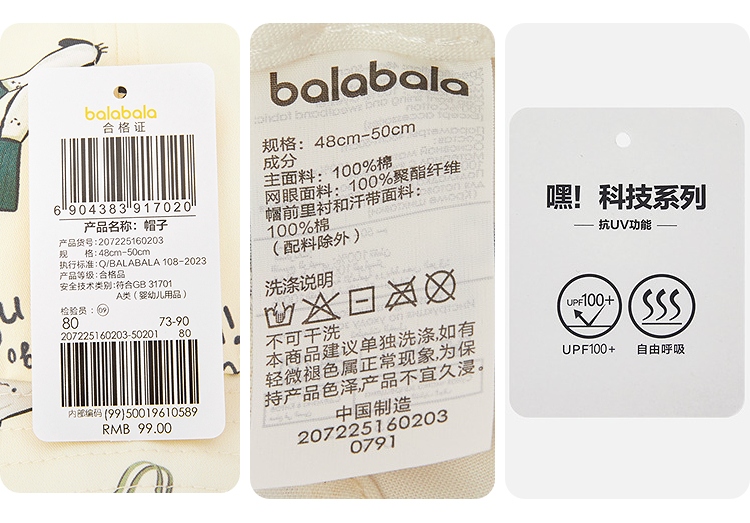 balabala
合格证
6 904383 917020
产品名称：帽子
产品货号：207225160203
规　格：48cm-50cm
执行标准：Q/BALABALA 108-2023
产品等级：合格品
安全技术类别：符合GB 31701
A类（婴幼儿用品）
检验员：09
80 73-90
207225160203-50201 80
内部编码 (99)50019610589
RMB 99.00
balabala
规格：48cm-50cm
成分
主面料：100%棉
网眼面料：100%聚酯纤维
帽前里衬和汗带面料：
100%棉
（配料除外）
洗涤说明
不可干洗
本商品建议单独洗涤，如有
轻微褪色属正常现象，为保
持产品色泽，产品不宜久浸。
中国制造
207225160203
0791
嘿！科技系列
抗UV功能
UPF100+
UPF100+
自由呼吸